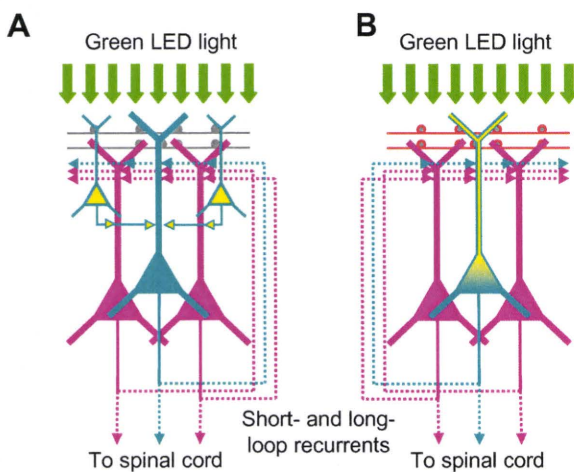 A
Green LED light
B
Green LED light
Short- and long-
loop recurrents
To spinal cord
To spinal cord